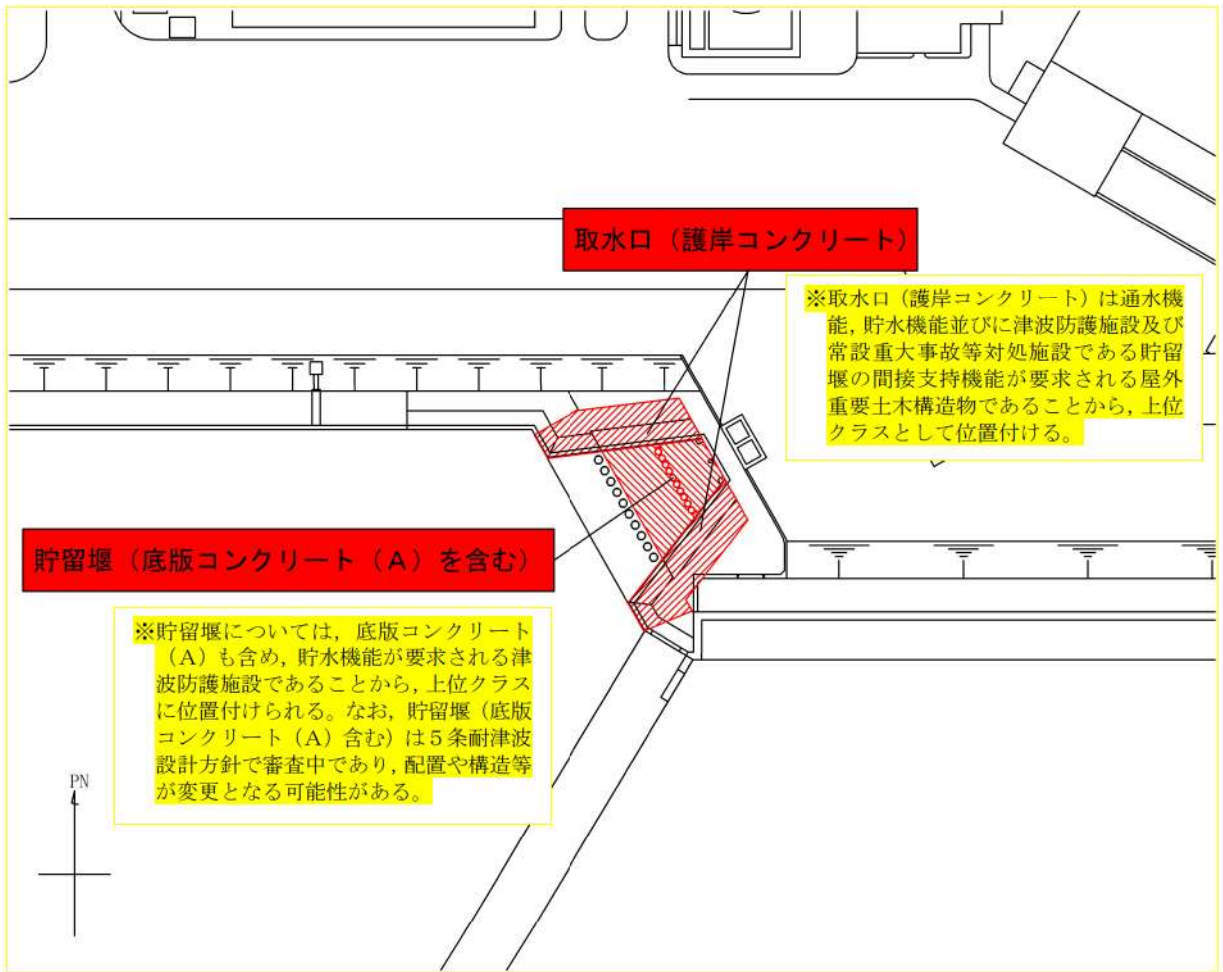 取水口（護岸コンクリート）
※取水口（護岸コンクリート）は通水機
能，貯水機能並びに津波防護施設及び
常設重大事故等対処施設である貯留
堰の間接支持機能が要求される屋外
重要土木構造物であることから，上位
クラスとして位置付ける。
貯留堰（底版コンクリート（Ａ）を含む）
※貯留堰については，底版コンクリート
（Ａ）も含め，貯水機能が要求される津
波防護施設であることから，上位クラス
に位置付けられる。なお，貯留堰（底版
コンクリート（Ａ）含む）は５条耐津波
設計方針で審査中であり，配置や構造等
が変更となる可能性がある。
PN